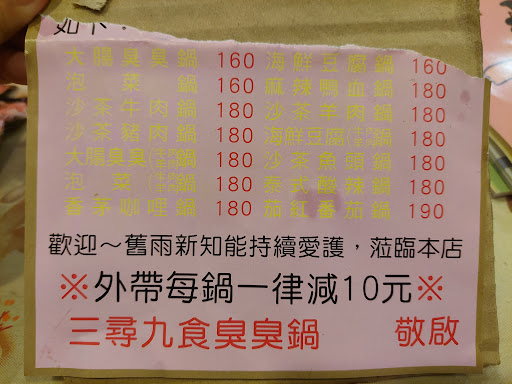 如下：
大腸臭臭鍋 160 海鮮豆腐鍋 160
泡菜鍋 160 麻辣鴨血鍋 180
沙茶牛肉鍋 180 沙茶羊肉鍋 180
沙茶豬肉鍋 180 海鮮豆腐鍋 180
大腸臭臭鍋 180 沙茶魚頭鍋 180
泡菜鍋 180 泰式酸辣鍋 180
香茅咖哩鍋 180 茄紅番茄鍋 190
歡迎～舊雨新知能持續愛護，蒞臨本店
※外帶每鍋一律減10元※
三尋九食臭臭鍋 敬啟